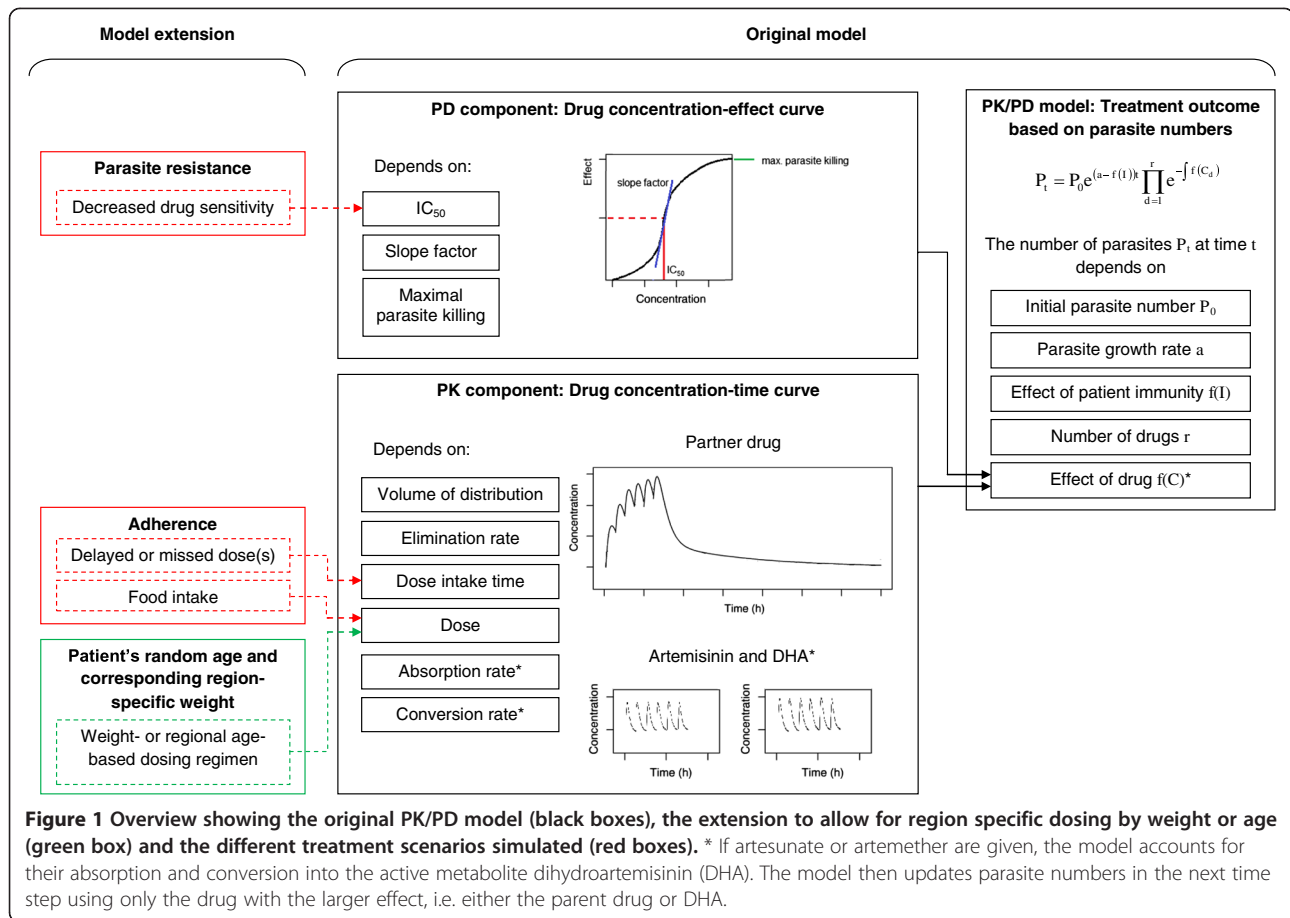 Model extension
Original model
Parasite resistance
Decreased drug sensitivity
Adherence
Delayed or missed dose(s)
Food intake
Patient's random age and
corresponding region-
specific weight
Weight- or regional age-
based dosing regimen
PD component: Drug concentration-effect curve
Depends on:
IC50
Slope factor
Maximal
parasite killing
Effect
slope factor
max. parasite killing
IC50
Concentration
PK component: Drug concentration-time curve
Depends on:
Volume of distribution
Elimination rate
Dose intake time
Dose
Absorption rate*
Conversion rate*
Partner drug
Concentration
Time (h)
Artemisinin and DHA*
Concentration
Time (h)
Concentration
Time (h)
PK/PD model: Treatment outcome
based on parasite numbers
P_t = P_0 e^{(a-f(I))t} ∏_{d=1}^{r} e^{-∫f(C_d)}
The number of parasites P_t at time t
depends on
Initial parasite number P_0
Parasite growth rate a
Effect of patient immunity f(I)
Number of drugs r
Effect of drug f(C)*
Figure 1 Overview showing the original PK/PD model (black boxes), the extension to allow for region specific dosing by weight or age
(green box) and the different treatment scenarios simulated (red boxes). * If artesunate or artemether are given, the model accounts for
their absorption and conversion into the active metabolite dihydroartemisinin (DHA). The model then updates parasite numbers in the next time
step using only the drug with the larger effect, i.e. either the parent drug or DHA.